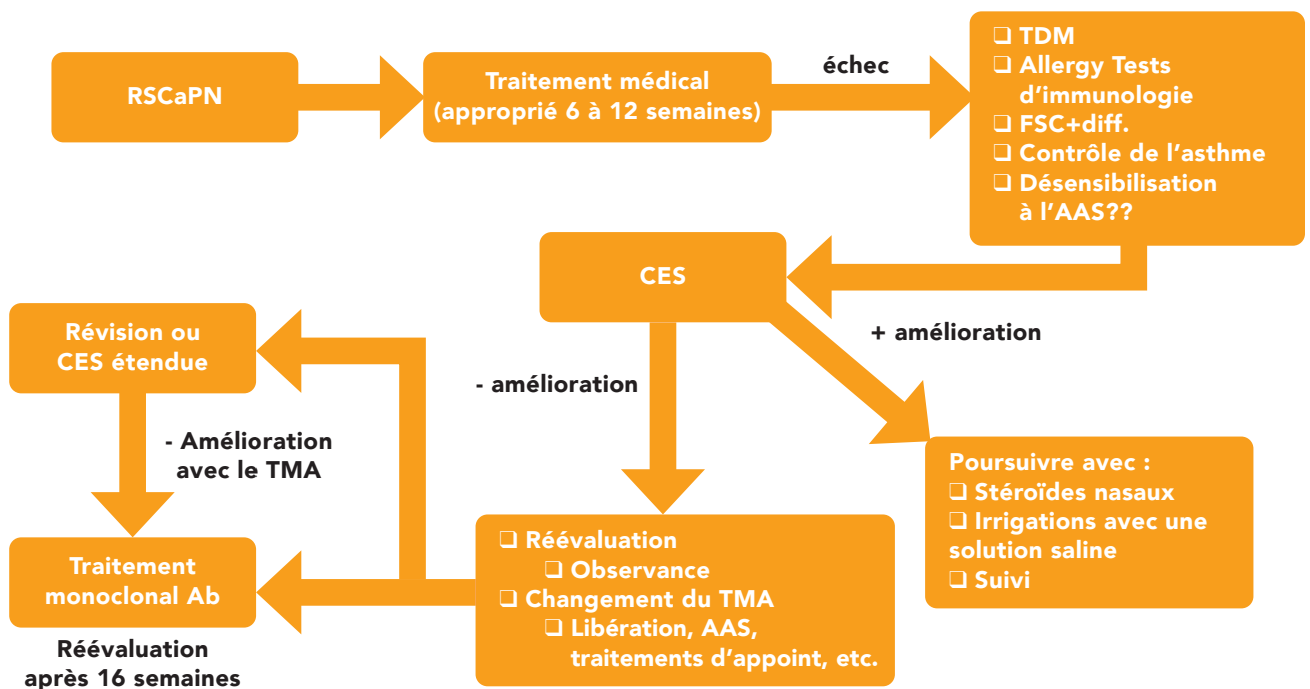 RSCaPN
Traitement médical
(approprié 6 à 12 semaines)
échec
❑ TDM
❑ Allergy Tests
d’immunologie
❑ FSC+diff.
❑ Contrôle de l’asthme
❑ Désensibilisation
à l’AAS??
CES
+ amélioration
- amélioration
Révision ou
CES étendue
- Amélioration
avec le TMA
Traitement
monoclonal Ab
Réévaluation
après 16 semaines
❑ Réévaluation
❑ Observance
❑ Changement du TMA
❑ Libération, AAS,
traitements d’appoint, etc.
Poursuivre avec :
❑ Stéroïdes nasaux
❑ Irrigations avec une
solution saline
❑ Suivi